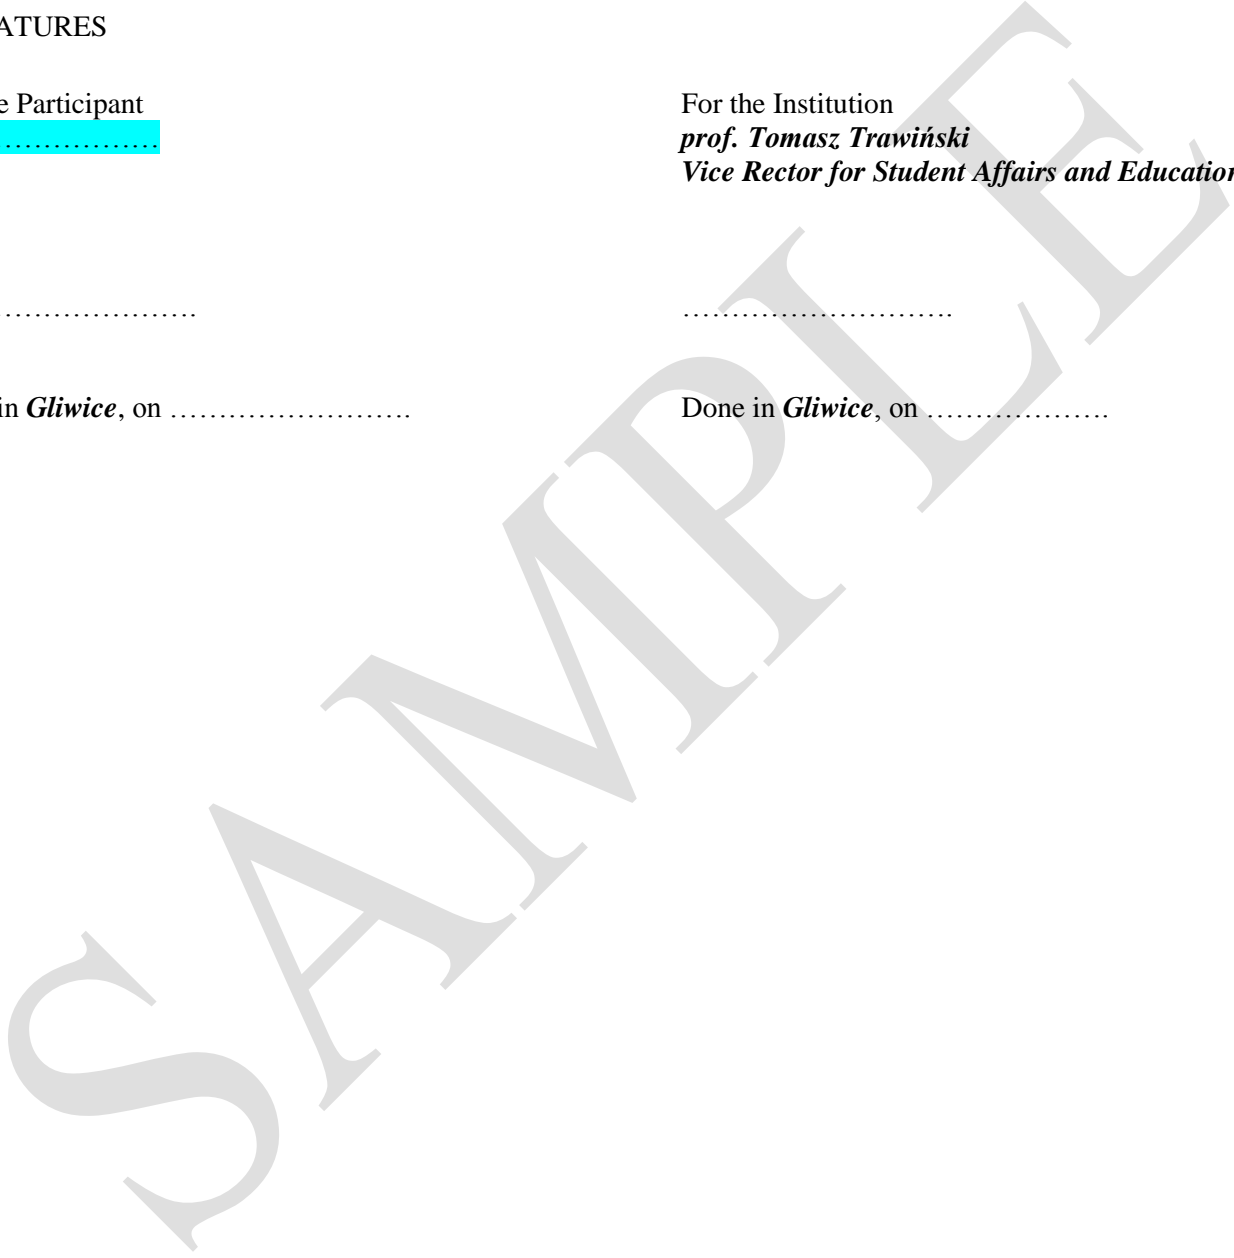 ATURES
e Participant
………………
For the Institution
prof. Tomasz Trawiński
Vice Rector for Student Affairs and Education
………………….
……………………….
in Gliwice, on …………………….
Done in Gliwice, on ……………….
SAMPLE